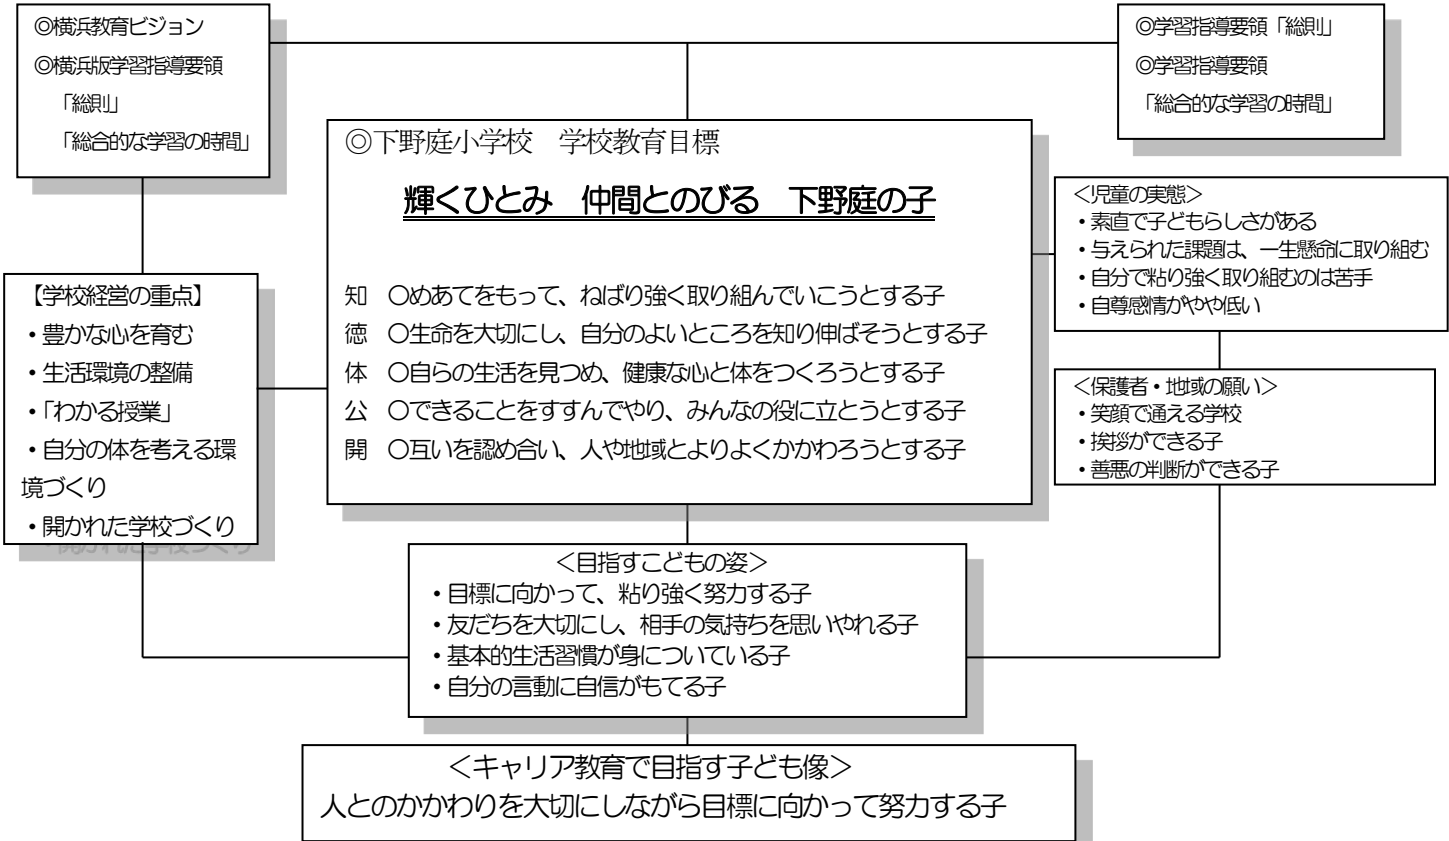 ◎横浜教育ビジョン
◎横浜版学習指導要領
「総則」
「総合的な学習の時間」
◎学習指導要領「総則」
◎学習指導要領
「総合的な学習の時間」
◎下野庭小学校　学校教育目標
輝くひとみ　仲間とのびる　下野庭の子
知　○めあてをもって、ねばり強く取り組んでいこうとする子
徳　○生命を大切にし、自分のよいところを知り伸ばそうとする子
体　○自らの生活を見つめ、健康な心と体をつくろうとする子
公　○できることをすすんでやり、みんなの役に立とうとする子
開　○互いを認め合い、人や地域とよりよくかかわろうとする子
＜児童の実態＞
・素直で子どもらしさがある
・与えられた課題は、一生懸命に取り組む
・自分で粘り強く取り組むのは苦手
・自尊感情がやや低い
【学校経営の重点】
・豊かな心を育む
・生活環境の整備
・「わかる授業」
・自分の体を考える環
境づくり
・開かれた学校づくり
＜保護者・地域の願い＞
・笑顔で通える学校
・挨拶ができる子
・善悪の判断ができる子
＜目指すこどもの姿＞
・目標に向かって、粘り強く努力する子
・友だちを大切にし、相手の気持ちを思いやれる子
・基本的生活習慣が身についている子
・自分の言動に自信がもてる子
＜キャリア教育で目指す子ども像＞
人とのかかわりを大切にしながら目標に向かって努力する子